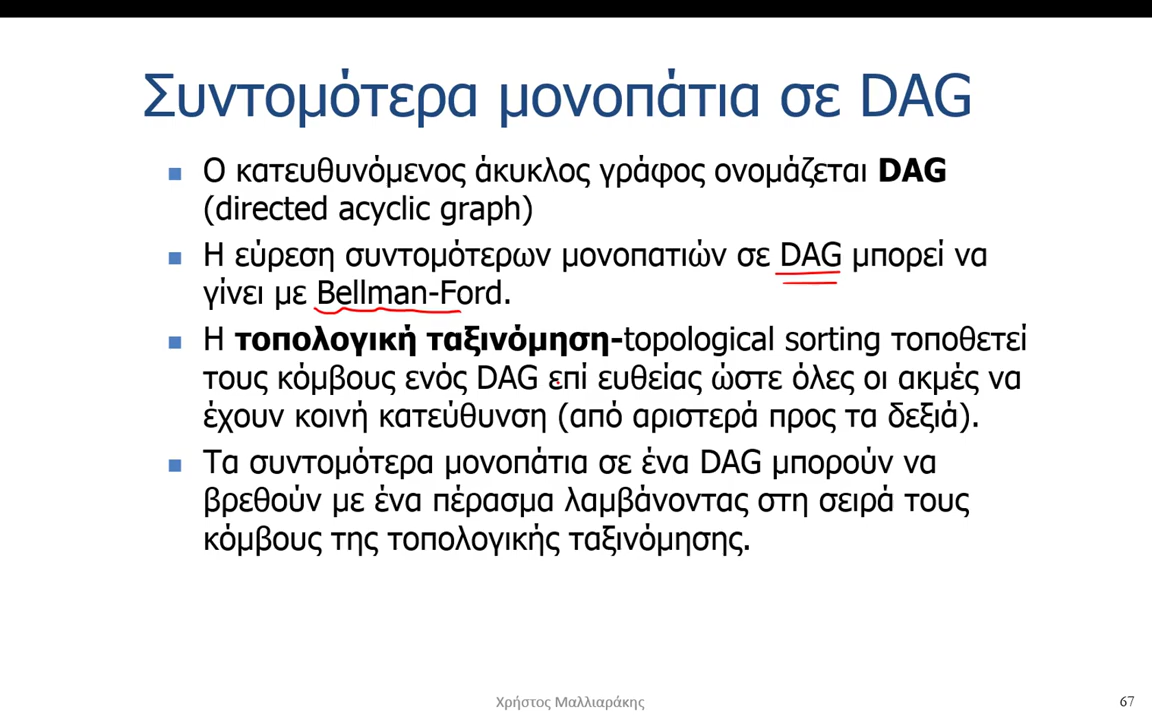 Συντομότερα μονοπάτια σε DAG
Ο κατευθυνόμενος άκυκλος γράφος ονομάζεται DAG
(directed acyclic graph)
Η εύρεση συντομότερων μονοπατιών σε DAG μπορεί να
γίνει με Bellman-Ford.
Η τοπολογική ταξινόμηση-topological sorting τοποθετεί
τους κόμβους ενός DAG επί ευθείας ώστε όλες οι ακμές να
έχουν κοινή κατεύθυνση (από αριστερά προς τα δεξιά).
Τα συντομότερα μονοπάτια σε ένα DAG μπορούν να
βρεθούν με ένα πέρασμα λαμβάνοντας στη σειρά τους
κόμβους της τοπολογικής ταξινόμησης.
Χρήστος Μαλλιαράκης
67